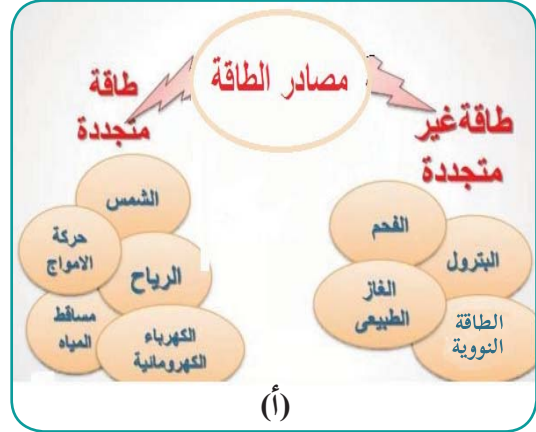 مصادر الطاقة
طاقة غير
متجددة
الفحم
البترول
الغاز
الطبيعى
الطاقة
النووية
طاقة
متجددة
الشمس
حركة
الامواج
الرياح
مساقط
المياه
الكهرباء
الكهرومائية
(أ)